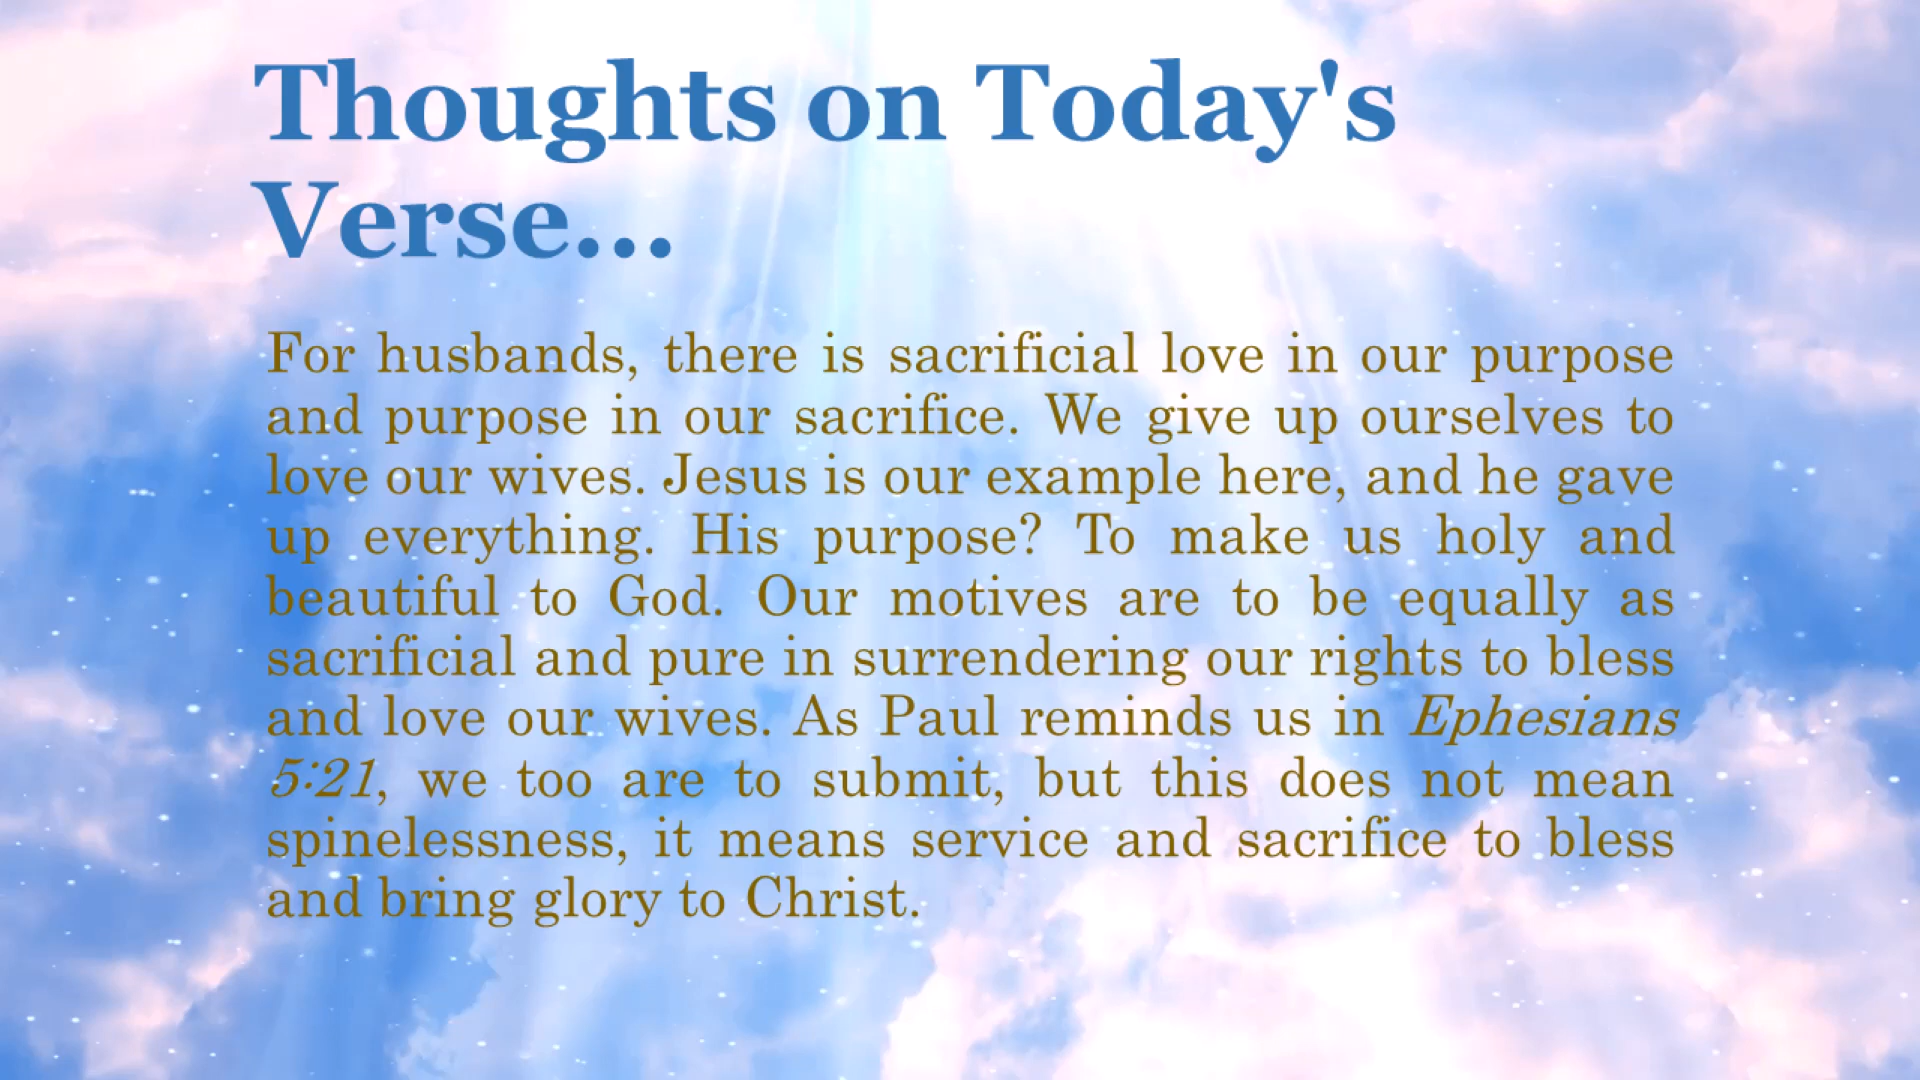 Thoughts on Today's
Verse...
For husbands, there is sacrificial love in our purpose
and purpose in our sacrifice. We give up ourselves to
love our wives. Jesus is our example here, and he gave
up everything. His purpose? To make us holy and
beautiful to God. Our motives are to be equally as
sacrificial and pure in surrendering our rights to bless
and love our wives. As Paul reminds us in Ephesians
5:21, we too are to submit, but this does not mean
spinelessness, it means service and sacrifice to bless
and bring glory to Christ.